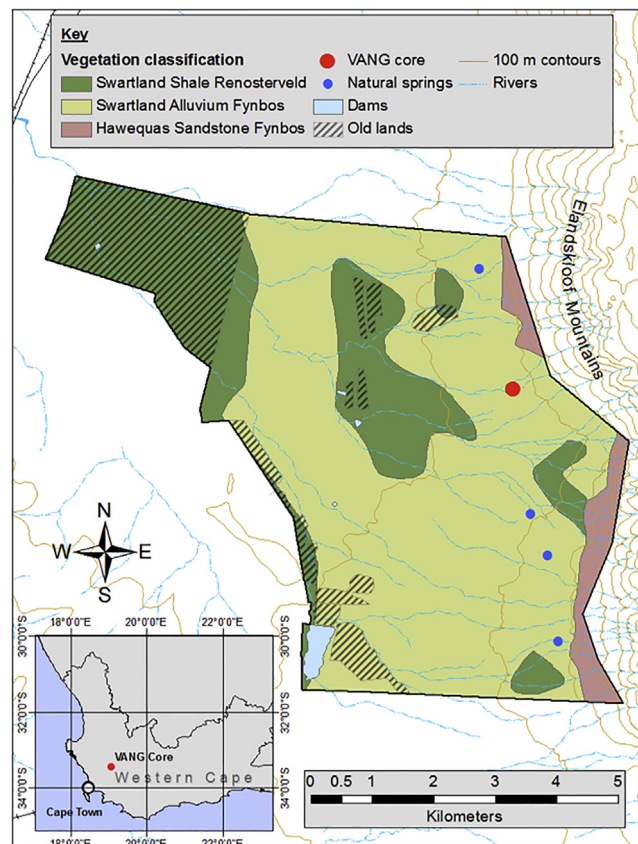 Key
Vegetation classification
Swartland Shale Renosterveld
Swartland Alluvium Fynbos
Hawequas Sandstone Fynbos
VANG core
Natural springs
Dams
Old lands
100 m contours
Rivers
Elandskloof Mountains
N
W E
S
18°0'0"E 20°0'0"E 22°0'0"E
30°0'0"S
32°0'0"S
34°0'0"S
VANG Core
Western Cape
Cape Town
18°0'0"E 20°0'0"E 22°0'0"E
0 0.5 1 2 3 4 5
Kilometers